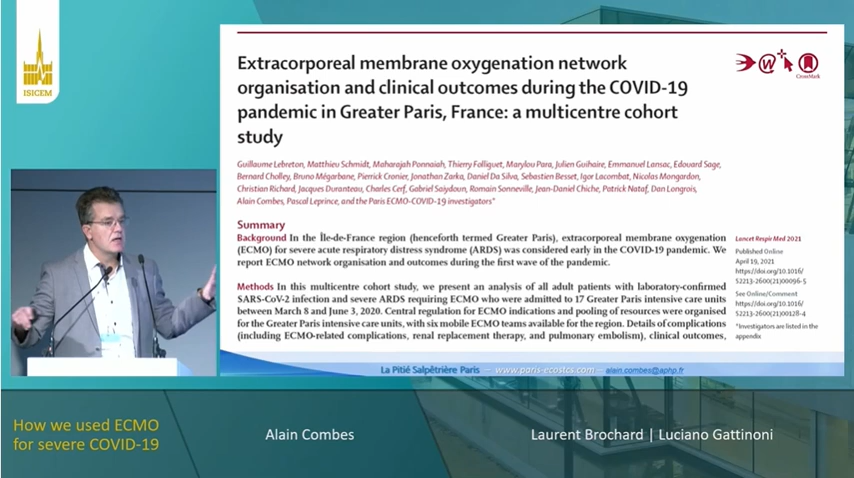 ISICEM
Extracorporeal membrane oxygenation network
organisation and clinical outcomes during the COVID-19
pandemic in Greater Paris, France: a multicentre cohort
study
CrossMark
Guillaume Lebreton, Matthieu Schmidt, Maharajah Ponnaiah, Thierry Folliguet, Marylou Para, Julien Guihaire, Emmanuel Lansac, Edouard Sage,
Bernard Cholley, Bruno Mégarbane, Pierrick Cronier, Jonathan Zarka, Daniel Da Silva, Sebastien Besset, Igor Lacombat, Nicolas Mongardon,
Christian Richard, Jacques Duranteau, Charles Cerf, Gabriel Saiydoun, Romain Sonneville, Jean-Daniel Chiche, Patrick Nataf, Dan Longrois,
Alain Combes, Pascal Leprince, and the Paris ECMO-COVID-19 investigators*
Summary
Background In the Île-de-France region (henceforth termed Greater Paris), extracorporeal membrane oxygenation
(ECMO) for severe acute respiratory distress syndrome (ARDS) was considered early in the COVID-19 pandemic. We
report ECMO network organisation and outcomes during the first wave of the pandemic.
Methods In this multicentre cohort study, we present an analysis of all adult patients with laboratory-confirmed
SARS-CoV-2 infection and severe ARDS requiring ECMO who were admitted to 17 Greater Paris intensive care units
between March 8 and June 3, 2020. Central regulation for ECMO indications and pooling of resources were organised
for the Greater Paris intensive care units, with six mobile ECMO teams available for the region. Details of complications
(including ECMO-related complications, renal replacement therapy, and pulmonary embolism), clinical outcomes,
Lancet Respir Med 2021
Published Online
April 19, 2021
https://doi.org/10.1016/
S2213-2600(21)00096-5
See Online/Comment
https://doi.org/10.1016/
S2213-2600(21)00128-4
*Investigators are listed in the
appendix
La Pitié Salpêtrière Paris – www.paris-ecostcs.com – alain.combes@aphp.fr
How we used ECMO
for severe COVID-19
Alain Combes
Laurent Brochard | Luciano Gattinoni